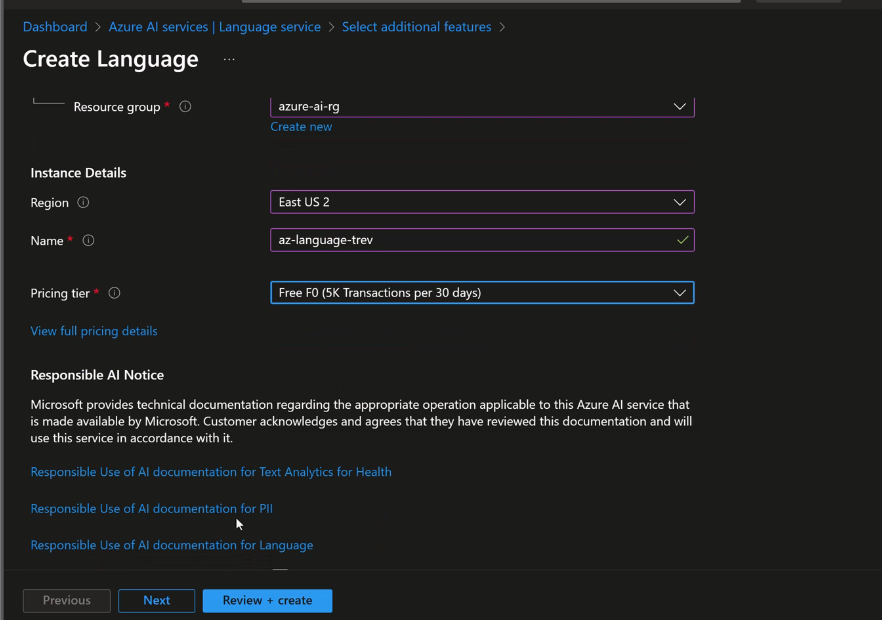 Dashboard > Azure AI services | Language service > Select additional features >
Create Language ...
Resource group * azure-ai-rg
Create new
Instance Details
Region East US 2
Name * az-language-trev
Pricing tier * Free F0 (5K Transactions per 30 days)
View full pricing details
Responsible AI Notice
Microsoft provides technical documentation regarding the appropriate operation applicable to this Azure AI service that
is made available by Microsoft. Customer acknowledges and agrees that they have reviewed this documentation and will
use this service in accordance with it.
Responsible Use of AI documentation for Text Analytics for Health
Responsible Use of AI documentation for PII
Responsible Use of AI documentation for Language
Previous Next Review + create